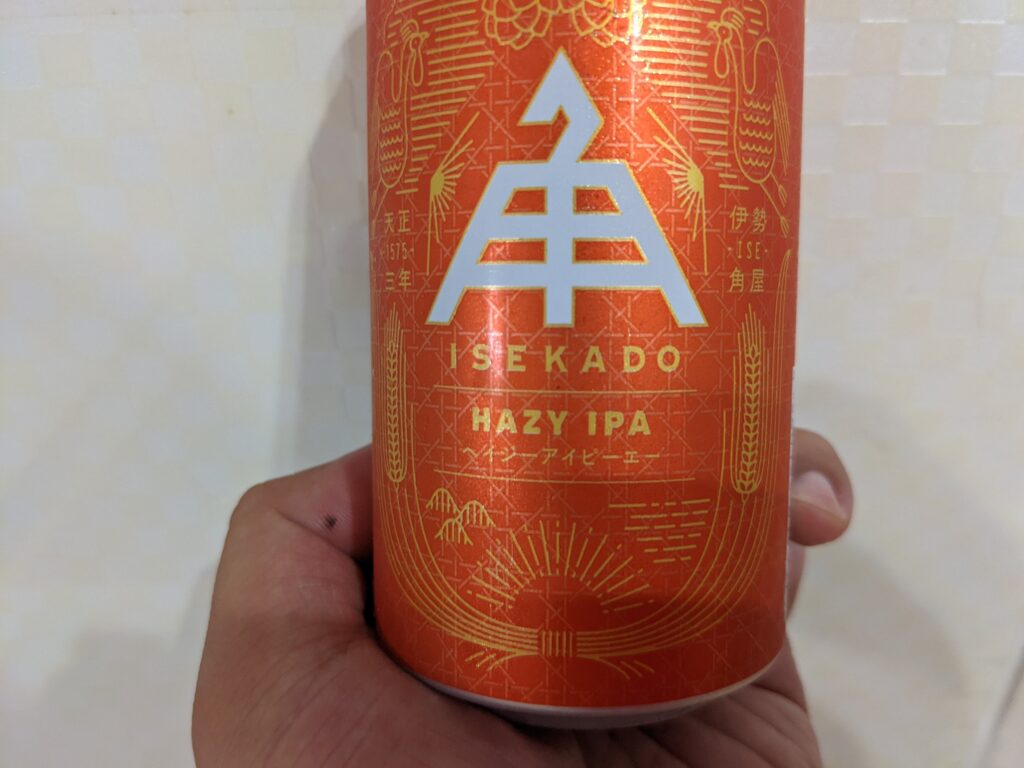 角
天正
1575
三年
伊勢
ISE
角屋
ISEKADO
HAZY IPA
ヘイジーアイピーエー